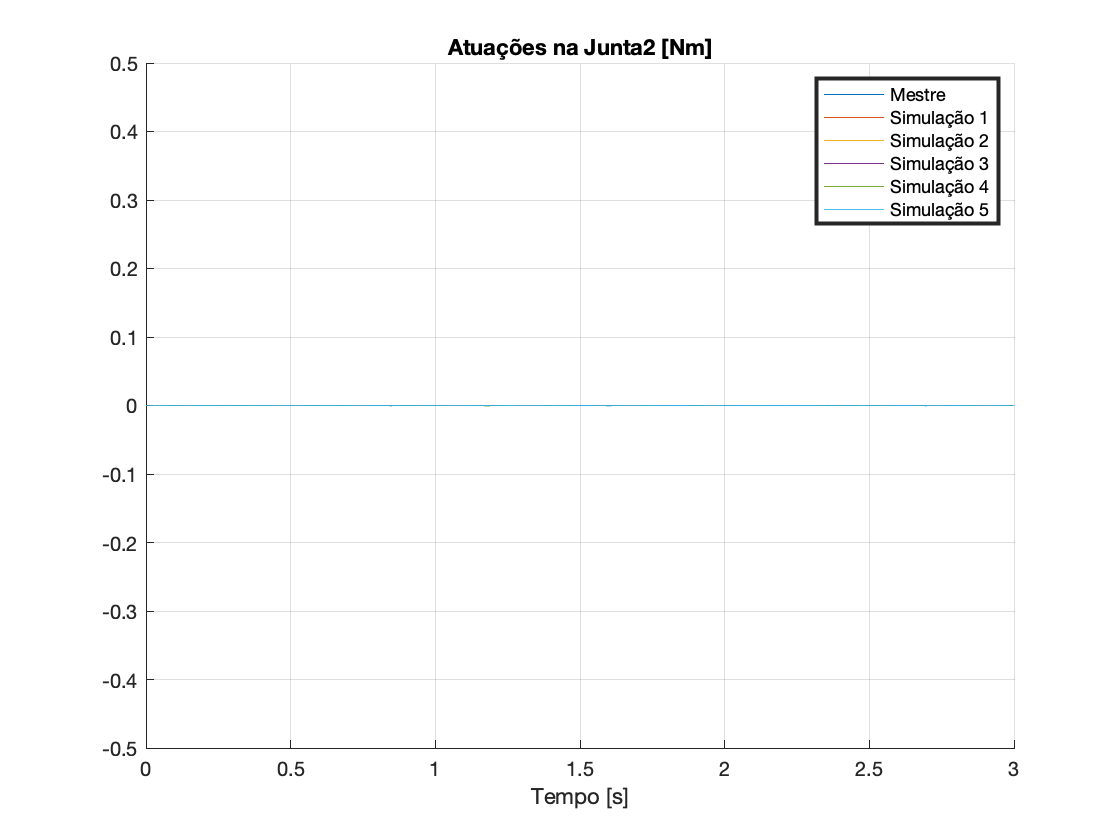 Atuações na Junta2 [Nm]
0.5
0.4
0.3
0.2
0.1
0
-0.1
-0.2
-0.3
-0.4
-0.5
Mestre
Simulação 1
Simulação 2
Simulação 3
Simulação 4
Simulação 5
0 0.5 1 1.5 2 2.5 3
Tempo [s]